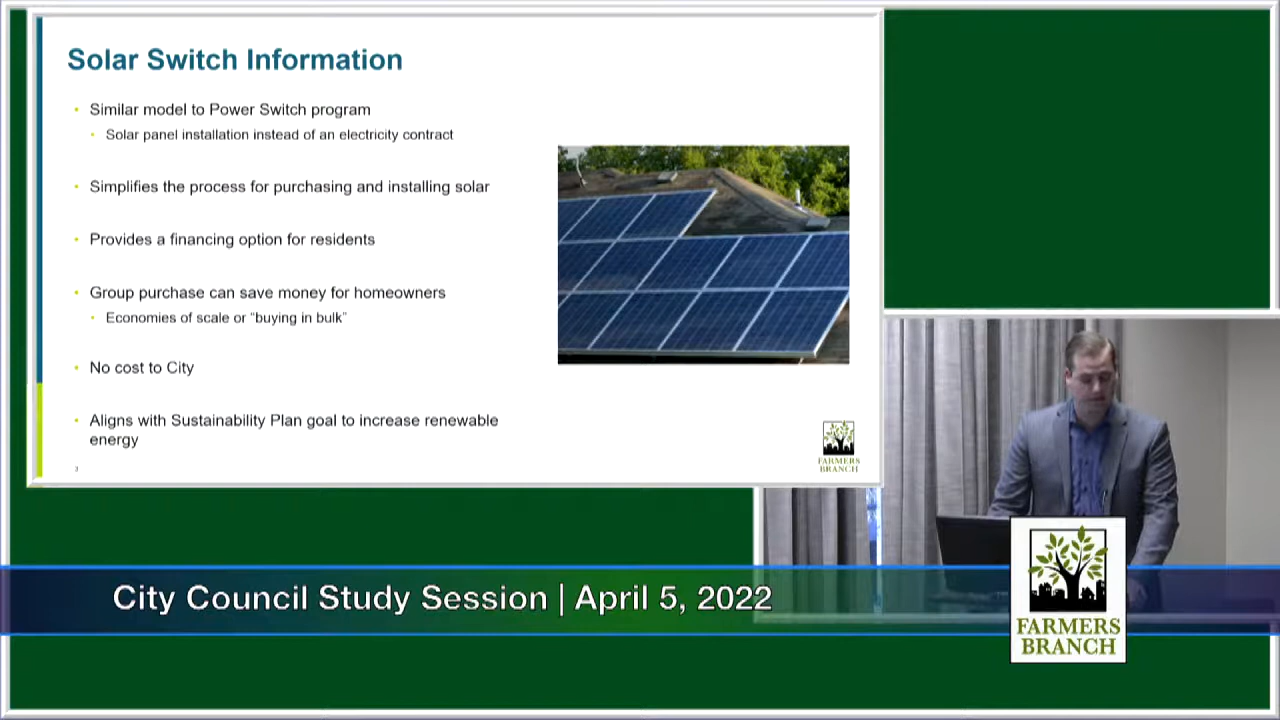 Solar Switch Information
• Similar model to Power Switch program
• Solar panel installation instead of an electricity contract
• Simplifies the process for purchasing and installing solar
• Provides a financing option for residents
• Group purchase can save money for homeowners
• Economies of scale or “buying in bulk”
• No cost to City
• Aligns with Sustainability Plan goal to increase renewable
energy
3
FARMERS
BRANCH
City Council Study Session | April 5, 2022
FARMERS
BRANCH